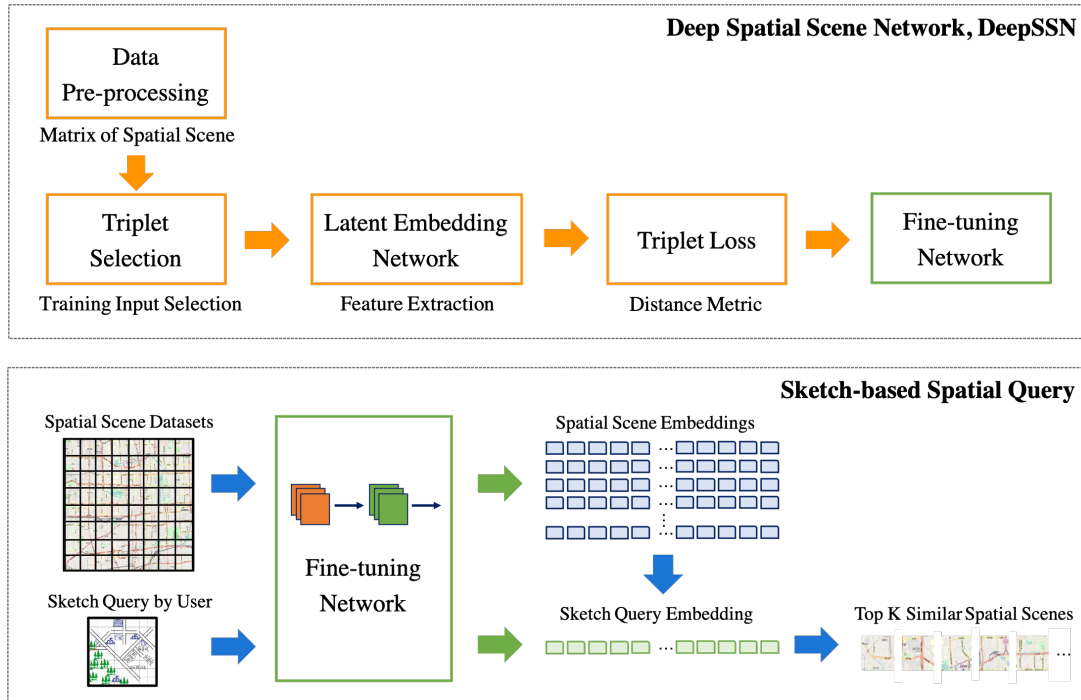 Deep Spatial Scene Network, DeepSSN
Data
Pre-processing
Matrix of Spatial Scene
Triplet
Selection
Training Input Selection
Latent Embedding
Network
Feature Extraction
Triplet Loss
Distance Metric
Fine-tuning
Network
Sketch-based Spatial Query
Spatial Scene Datasets
Sketch Query by User
Fine-tuning
Network
Spatial Scene Embeddings
Sketch Query Embedding
Top K Similar Spatial Scenes